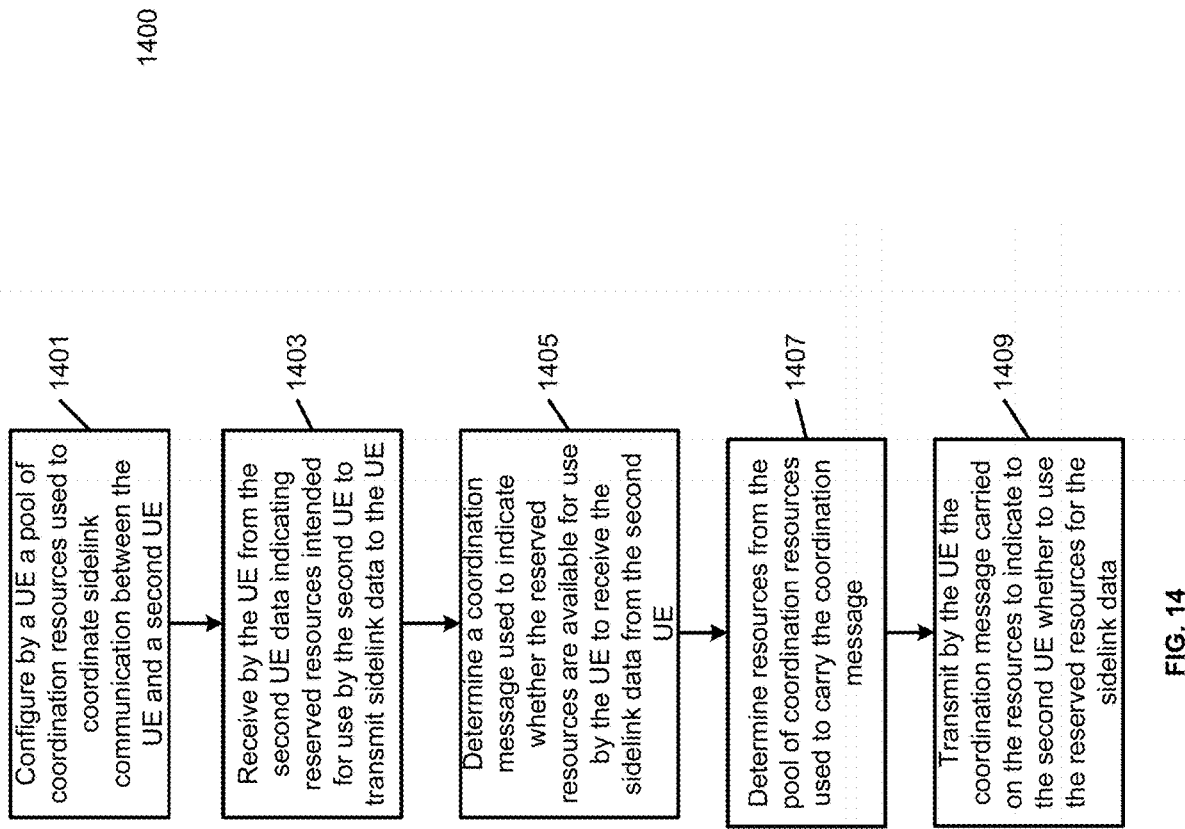 1400
Configure by a UE a pool of
coordination resources used to
coordinate sidelink
communication between the
UE and a second UE
1401
Receive by the UE from the
second UE data indicating
reserved resources intended
for use by the second UE to
transmit sidelink data to the UE
1403
Determine a coordination
message used to indicate
whether the reserved
resources are available for use
by the UE to receive the
sidelink data from the second
UE
1405
Determine resources from the
pool of coordination resources
used to carry the coordination
message
1407
Transmit by the UE the
coordination message carried
on the resources to indicate to
the second UE whether to use
the reserved resources for the
sidelink data
1409
FIG. 14